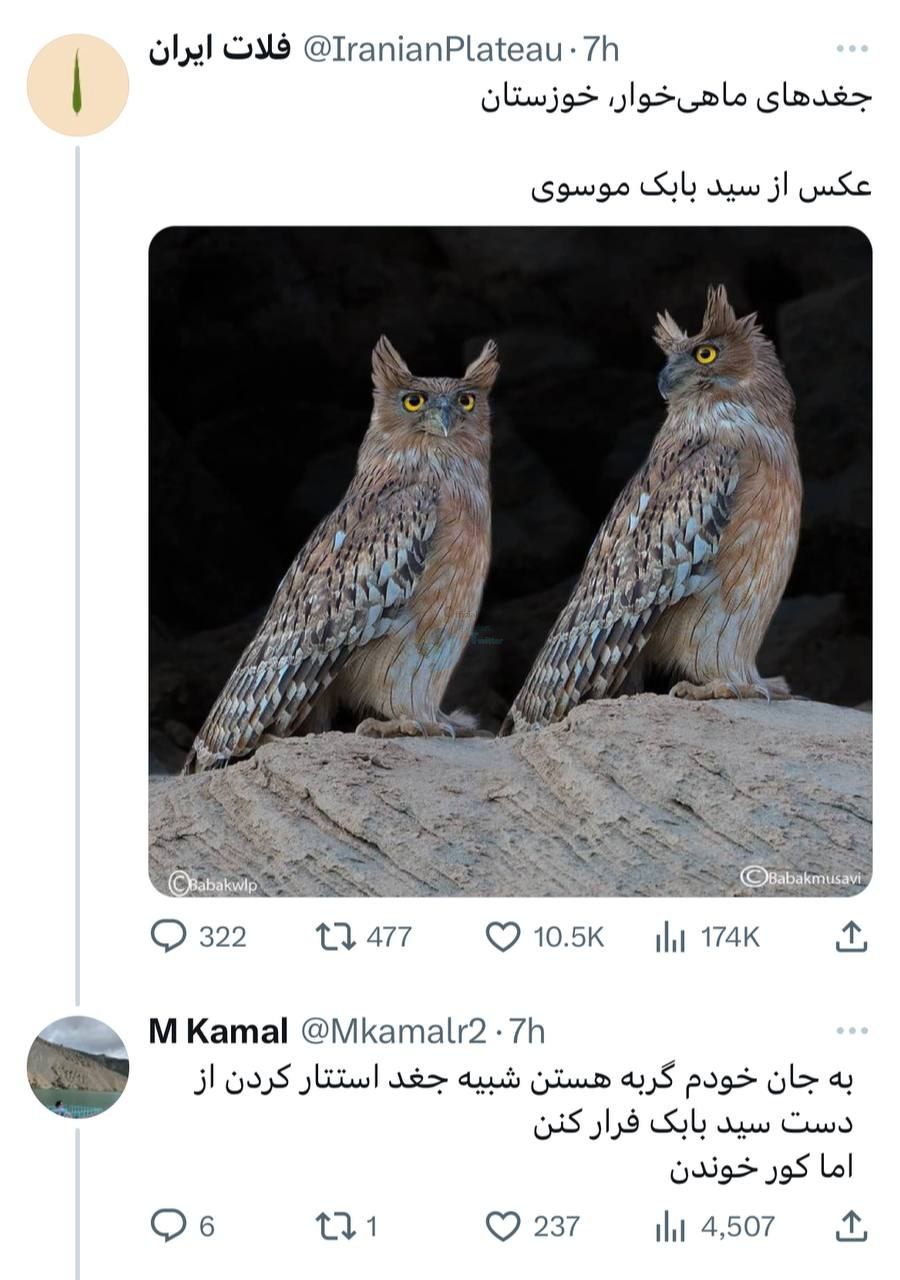 فلات ایران @IranianPlateau · 7h
جغدهای ماهی‌خوار، خوزستان
عکس از سید بابک موسوی
©Babakwlp
©Babakmusavi
322 477 10.5K 174K
M Kamal @Mkamalr2 · 7h
به جان خودم گربه هستن شبیه جغد استتار کردن از
دست سید بابک فرار کنن
اما کور خوندن
6 1 237 4,507